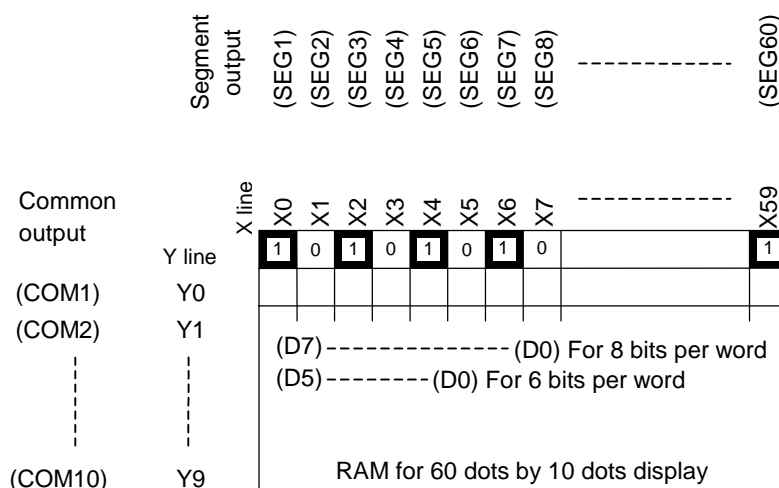 Segment output (SEG1) (SEG2) (SEG3) (SEG4) (SEG5) (SEG6) (SEG7) (SEG8) (SEG60)
Common output
Y line
X line X0 X1 X2 X3 X4 X5 X6 X7 X59
1 0 1 0 1 0 1 0 1
(COM1) Y0
(COM2) Y1
(D7) (D0) For 8 bits per word
(D5) (D0) For 6 bits per word
(COM10) Y9
RAM for 60 dots by 10 dots display